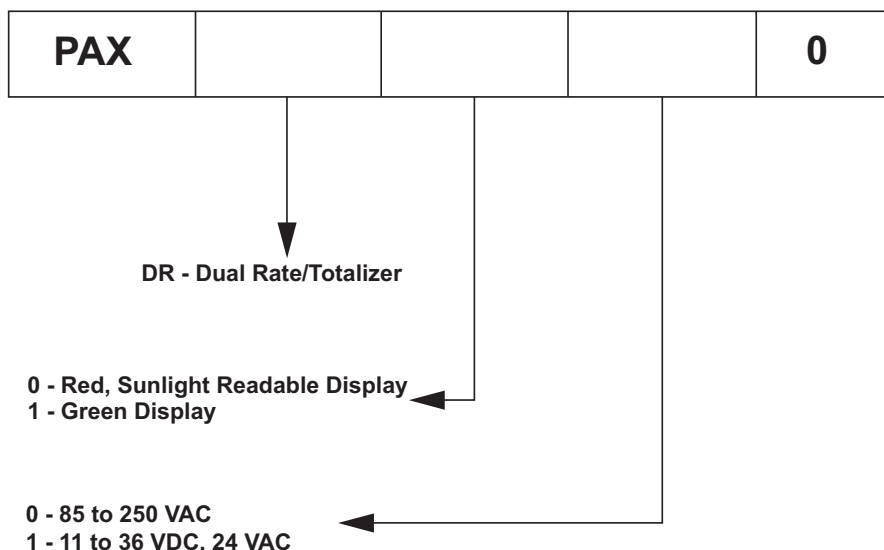 PAX 0
DR - Dual Rate/Totalizer
0 - Red, Sunlight Readable Display
1 - Green Display
0 - 85 to 250 VAC
1 - 11 to 36 VDC, 24 VAC